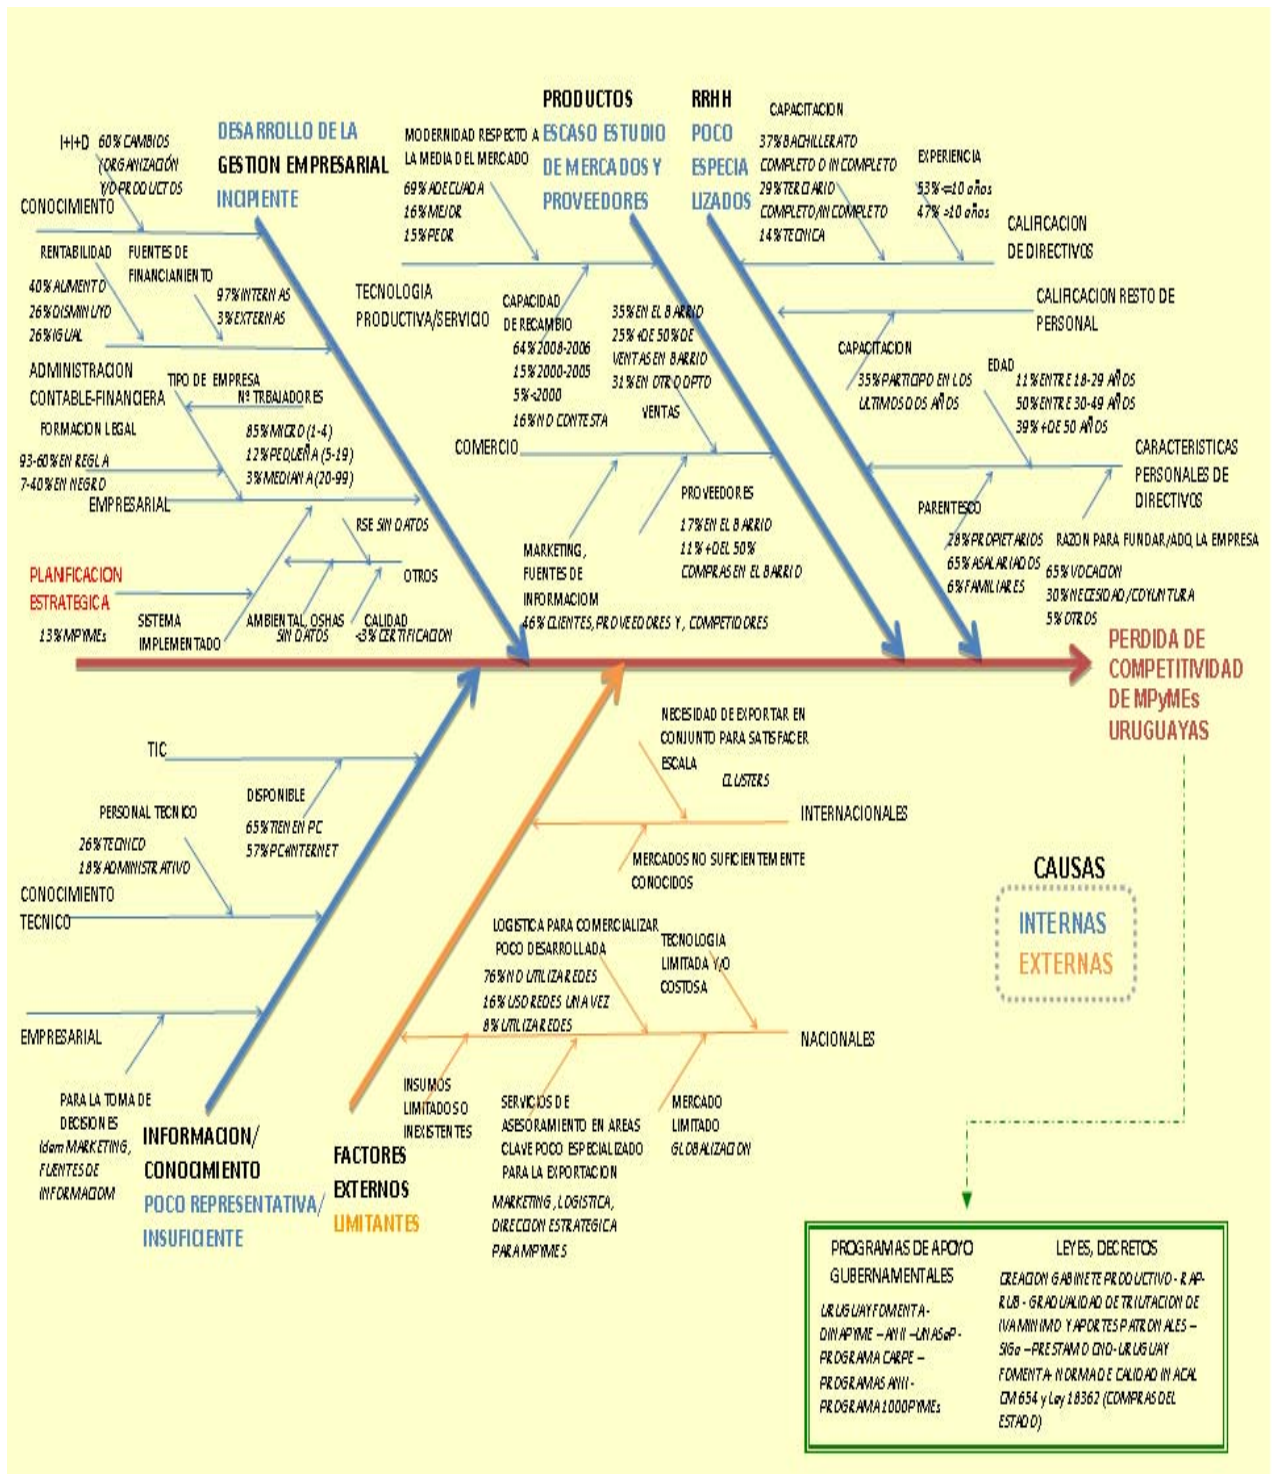 I+I+D
60% CAMBIOS
(ORGANIZACIÓN
Y/O PRODUCTOS
CONOCIMIENTO
DESARROLLO DE LA
GESTION EMPRESARIAL
INCIPIENTE
RENTABILIDAD
40% AUMENTO
26% DISMINUYO
26% IGUAL
FUENTES DE
FINANCIANIENTO
97% INTERNAS
3% EXTERNAS
ADMINISTRACION
CONTABLE-FINANCIERA
TIPO DE EMPRESA
Nº TRBAJADORES
85% MICRO (1-4)
12% PEQUEÑA (5-19)
3% MEDIANA (20-99)
FORMACION LEGAL
93-60% EN REGLA
7-40% EN NEGRO
EMPRESARIAL
RSE SIN DATOS
OTROS
PLANIFICACION
ESTRATEGICA
13% MPYMEs
SISTEMA
IMPLEMENTADO
AMBIENTAL, OSHAS
SIN DATOS
CALIDAD
<3% CERTIFICACION
PRODUCTOS
ESCASO ESTUDIO
DE MERCADOS Y
PROVEEDORES
MODERNIDAD RESPECTO A
LA MEDIA DEL MERCADO
69% ADECUADA
16% MEJOR
15% PEOR
TECNOLOGIA
PRODUCTIVA/SERVICIO
CAPACIDAD
DE RECAMBIO
64% 2008-2006
15% 2000-2005
5% <2000
16% NO CONTESTA
35% EN EL BARRIO
25% +DE 50% DE
VENTAS EN BARRIO
31% EN OTRO DPTO
VENTAS
COMERCIO
PROVEEDORES
17% EN EL BARRIO
11% +DEL 50%
COMPRAS EN EL BARRIO
MARKETING,
FUENTES DE
INFORMACIOM
46% CLIENTES, PROVEEDORES Y , COMPETIDORES
RRHH
POCO
ESPECIA
LIZADOS
CAPACITACION
37% BACHILLERATO
COMPLETO O INCOMPLETO
29% TERCIARIO
COMPLETO/INCOMPLETO
14% TECNICA
EXPERIENCIA
53% <=10 años
47% >10 años
CALIFICACION
DE DIRECTIVOS
CALIFICACION RESTO DE
PERSONAL
CAPACITACION
35% PARTICIPO EN LOS
ULTIMOS DOS AÑOS
EDAD
11% ENTRE 18-29 AÑOS
50% ENTRE 30-49 AÑOS
39% +DE 50 AÑOS
CARACTERISTICAS
PERSONALES DE
DIRECTIVOS
PARENTESCO
28% PROPIETARIOS
65% ASALARIADOS
6% FAMILIARES
RAZON PARA FUNDAR/ADQ. LA EMPRESA
65% VOCACION
30% NECESIDAD/COYUNTURA
5% OTROS
PERDIDA DE
COMPETITIVIDAD
DE MPyMEs
URUGUAYAS
TIC
DISPONIBLE
65% TIENEN PC
57% PC+INTERNET
PERSONAL TECNICO
26% TECNICO
18% ADMINISTRATIVO
CONOCIMIENTO
TECNICO
EMPRESARIAL
PARA LA TOMA DE
DECISIONES
Idem MARKETING,
FUENTES DE
INFORMACIOM
INFORMACION/
CONOCIMIENTO
POCO REPRESENTATIVA/
INSUFICIENTE
NECESIDAD DE EXPORTAR EN
CONJUNTO PARA SATISFACER
ESCALA
CLUSTERS
INTERNACIONALES
MERCADOS NO SUFICIENTEMENTE
CONOCIDOS
LOGISTICA PARA COMERCIALIZAR
POCO DESARROLLADA
76% NO UTILIZA REDES
16% USO REDES UNA VEZ
8% UTILIZA REDES
TECNOLOGIA
LIMITADA Y/O
COSTOSA
NACIONALES
INSUMOS
LIMITADOS O
INEXISTENTES
SERVICIOS DE
ASESORAMIENTO EN AREAS
CLAVE POCO ESPECIALIZADO
PARA LA EXPORTACION
MARKETING, LOGISTICA,
DIRECCION ESTRATEGICA
PARA MPYMES
MERCADO
LIMITADO
GLOBALIZACION
FACTORES
EXTERNOS
LIMITANTES
CAUSAS
INTERNAS
EXTERNAS
PROGRAMAS DE APOYO
GUBERNAMENTALES
URUGUAY FOMENTA-
DINAPYME – ANII –UNASeP -
PROGRAMA CARPE –
PROGRAMAS ANII -
PROGRAMA 1000PYMEs
LEYES, DECRETOS
CREACION GABINETE PRODUCTIVO - RAP-
RUB - GRADUALIDAD DE TRIUTACION DE
IVA MINIMO Y APORTES PATRONALES –
SIGa –PRESTAMO CND- URUGUAY
FOMENTA- NORMA DE CALIDAD IN ACAL
CM 654 y Ley 18362 (COMPRAS DEL
ESTADO)